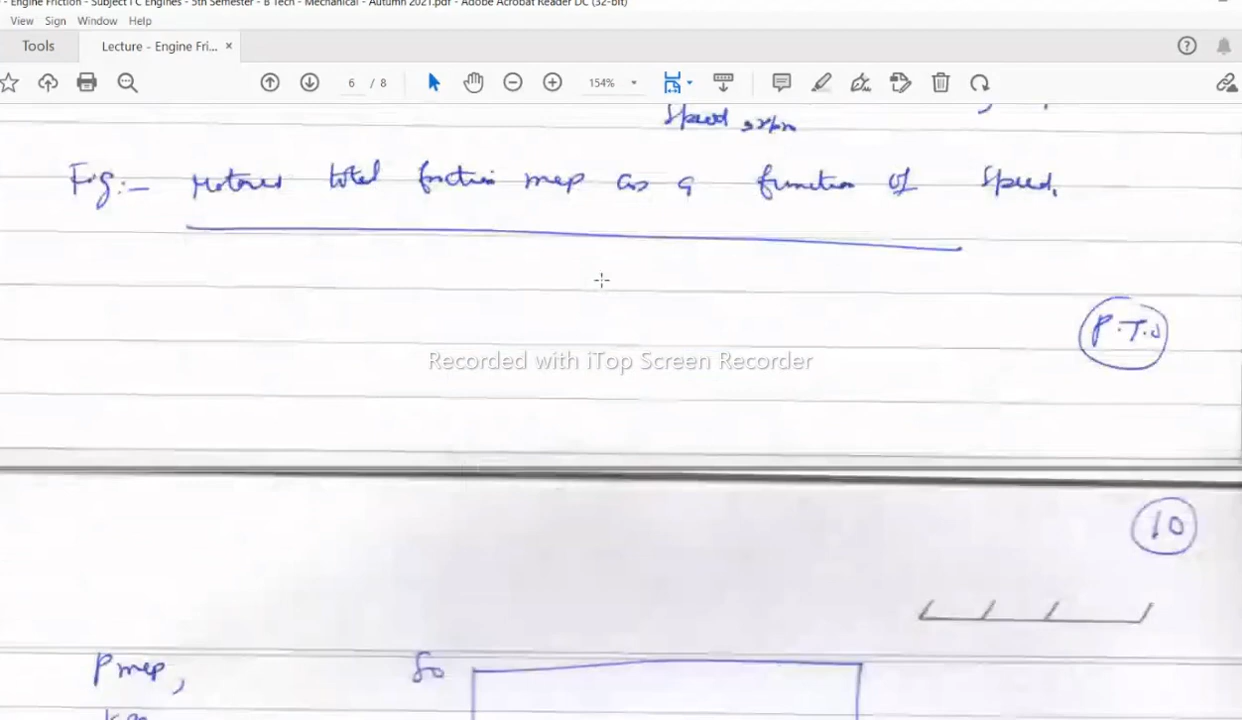 - Engine Friction - Subject I C Engines - 5th Semester - B Tech - Mechanical - Autumn 2021.pdf - Adobe Acrobat Reader DC (32-bit)
View Sign Window Help
Tools Lecture - Engine Fri... ×
6 / 8 154%
Speed, rpm
Fig:- Motored total friction mep as a function of Speed.
P.T.O
Recorded with iTop Screen Recorder
10
Pmep, 80